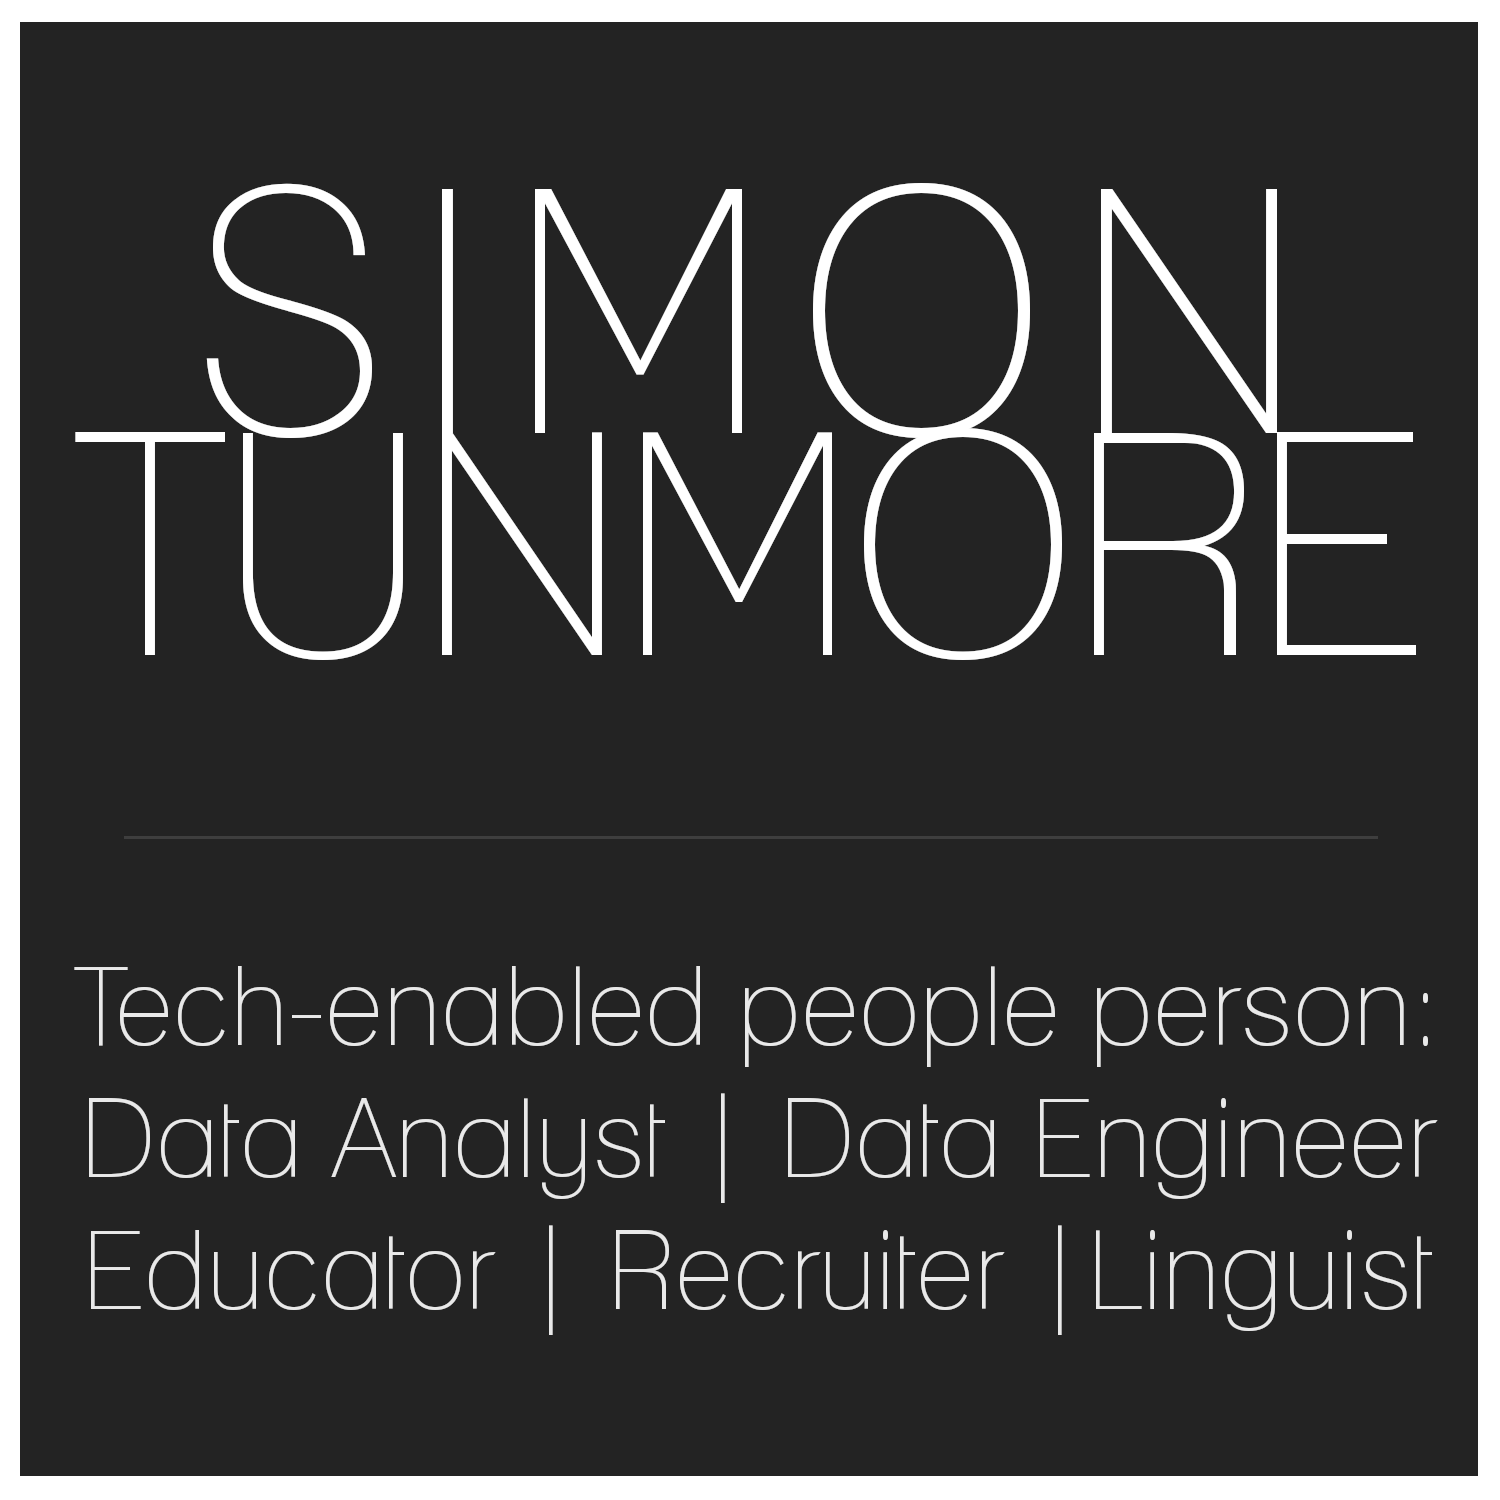 SIMON
TUNMORE
Tech-enabled people person:
Data Analyst | Data Engineer
Educator | Recruiter | Linguist